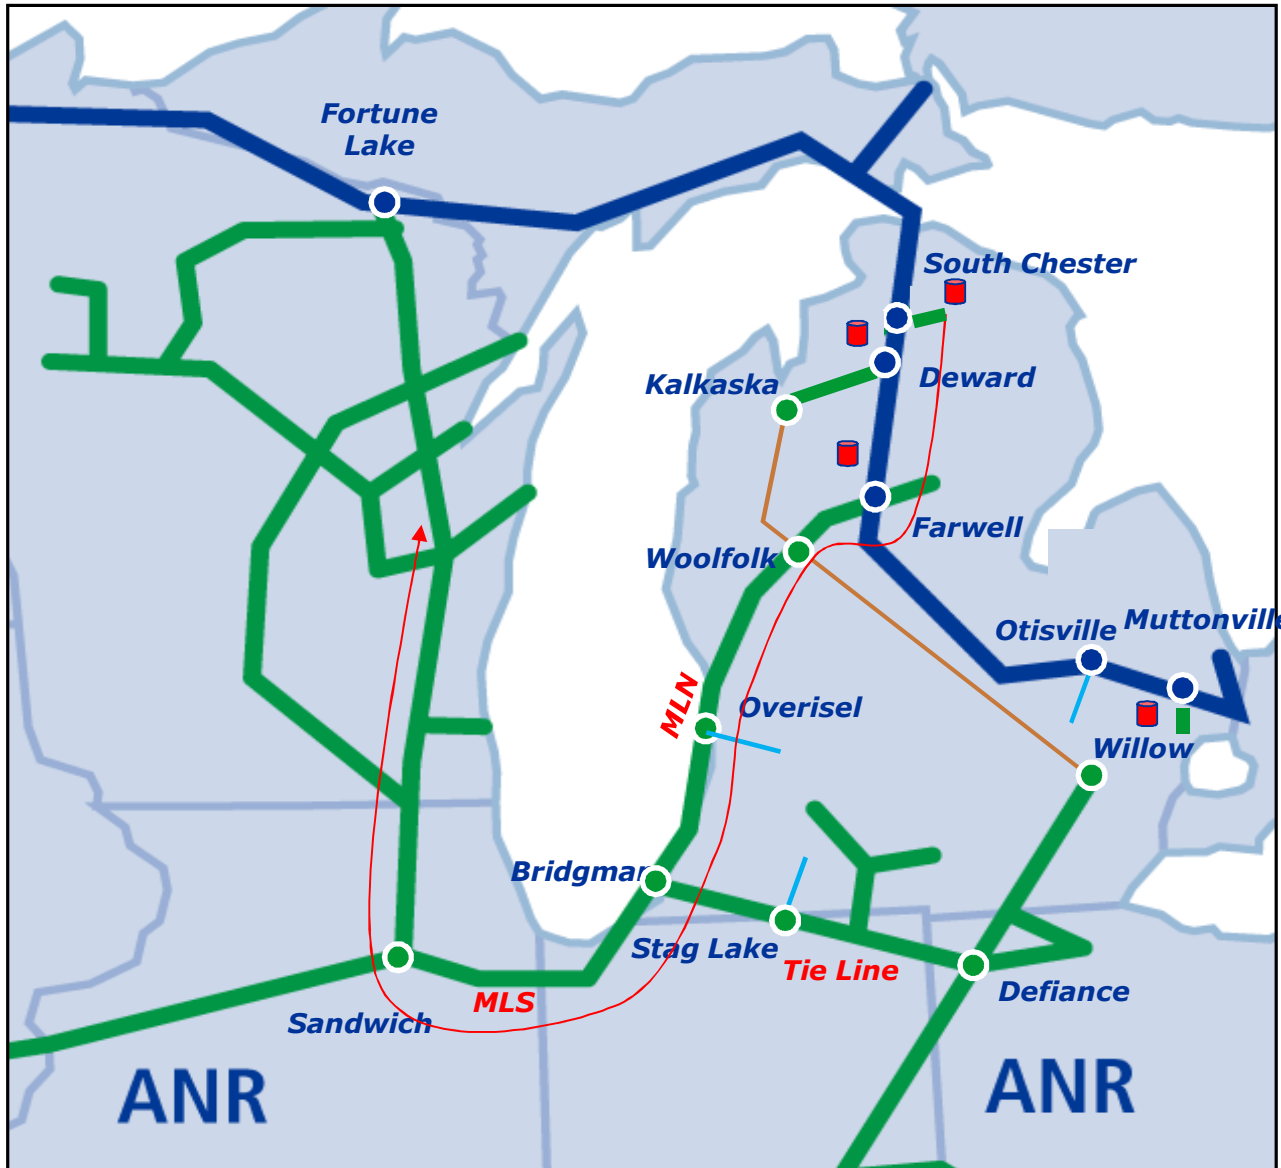 Fortune
Lake
South Chester
Kalkaska
Deward
Farwell
Woolfolk
Otisville
Muttonville
MLN
Overisel
Willow
Bridgman
Stag Lake
Tie Line
MLS
Defiance
Sandwich
ANR
ANR